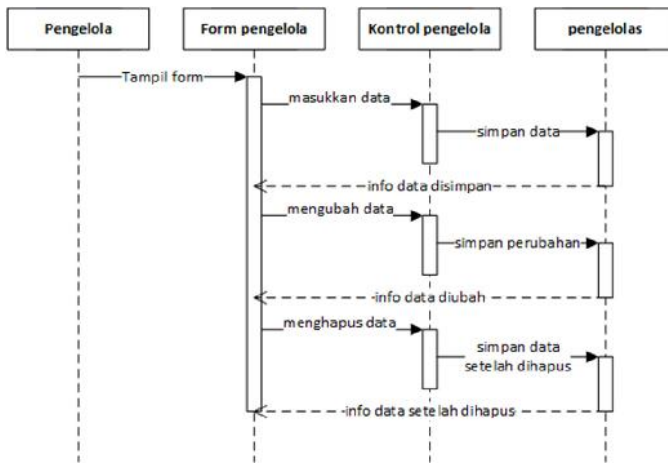 Pengelola
Form pengelola
Kontrol pengelola
pengelolas
Tampil form
masukkan data
simpan data
info data disimpan
mengubah data
simpan perubahan
info data diubah
menghapus data
simpan data
setelah dihapus
info data setelah dihapus